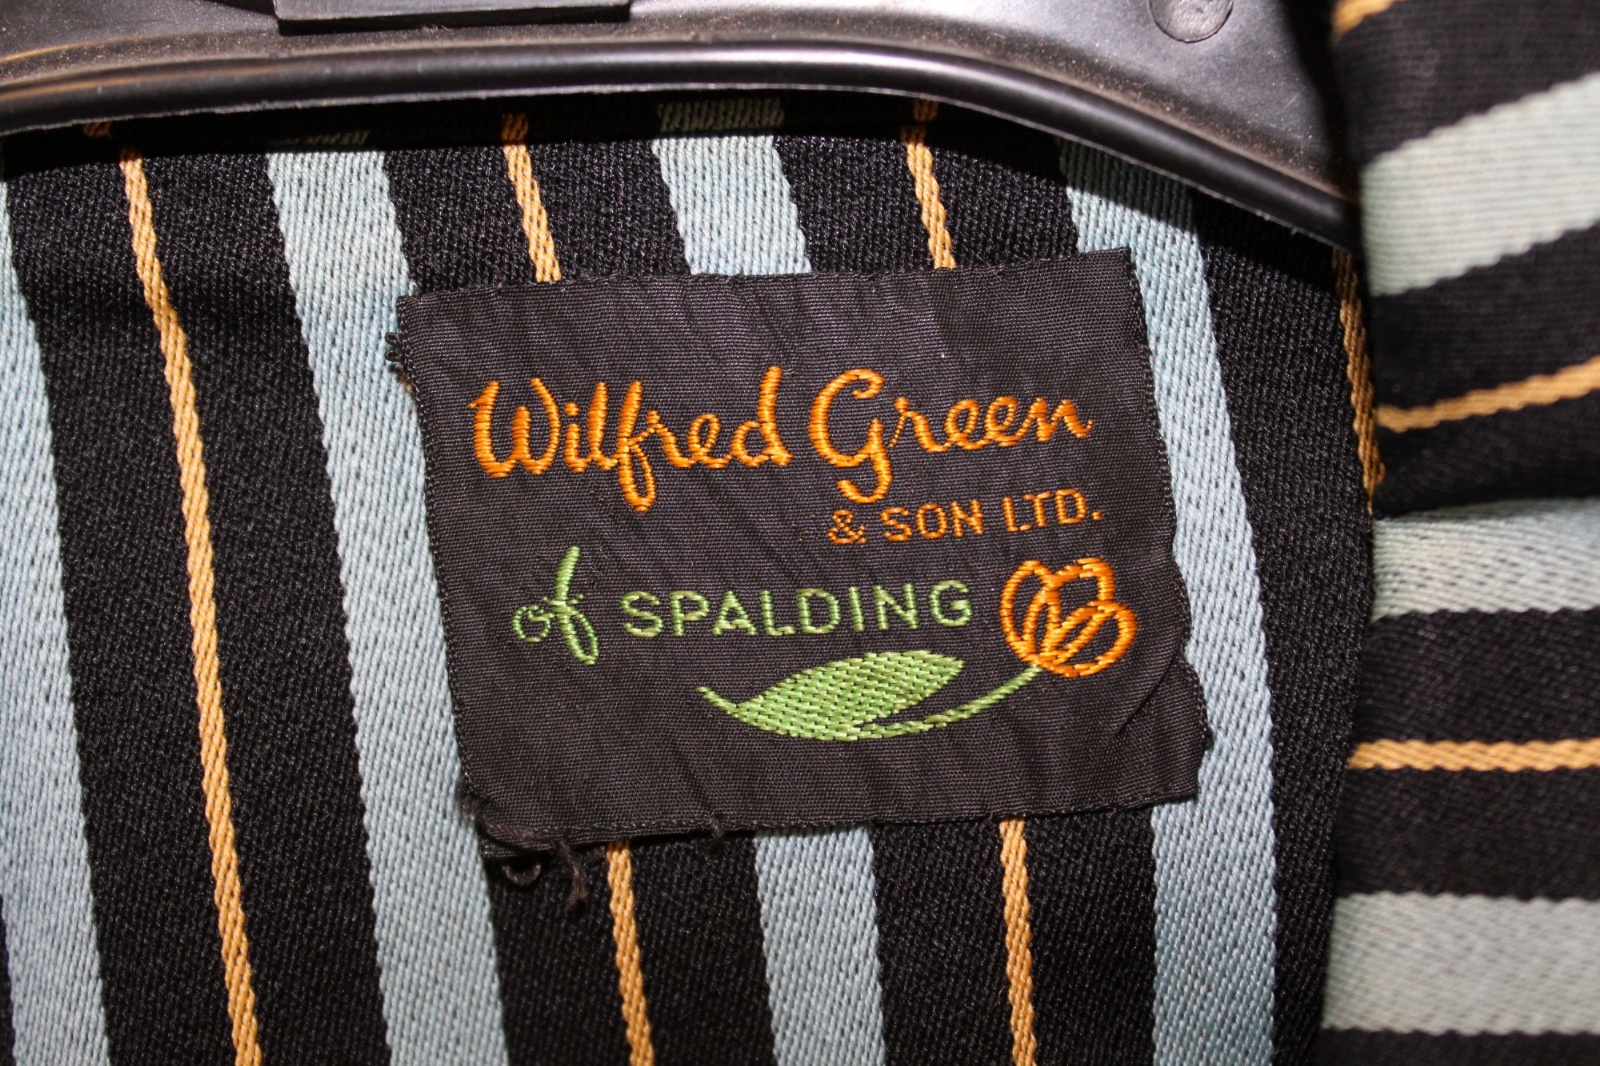 Wilfred Green
& SON LTD.
of SPALDING